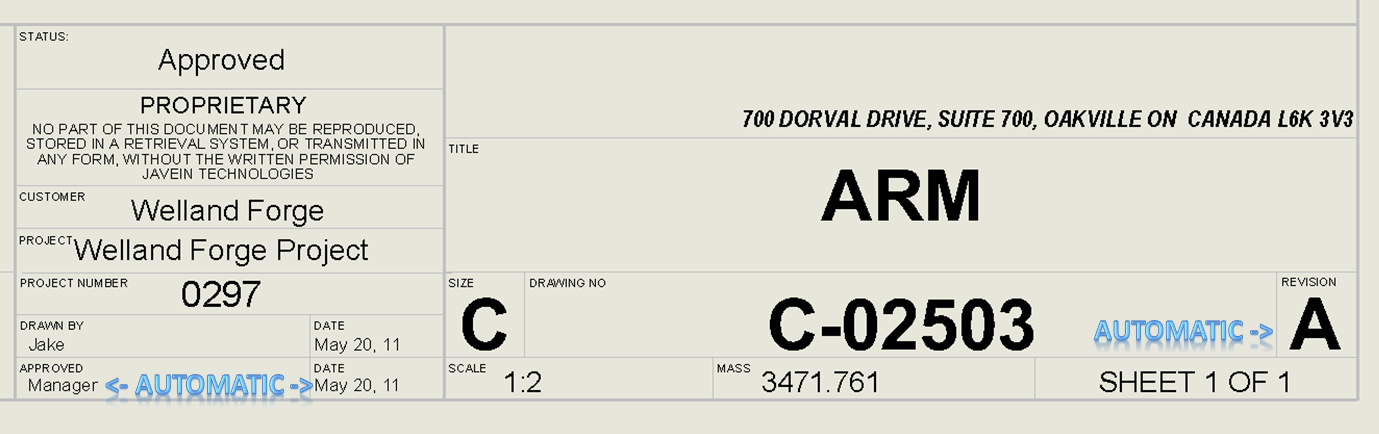 STATUS:
Approved
PROPRIETARY
NO PART OF THIS DOCUMENT MAY BE REPRODUCED,
STORED IN A RETRIEVAL SYSTEM, OR TRANSMITTED IN
ANY FORM, WITHOUT THE WRITTEN PERMISSION OF
JAVEIN TECHNOLOGIES
CUSTOMER
Welland Forge
PROJECT
Welland Forge Project
PROJECT NUMBER
0297
DRAWN BY
Jake
DATE
May 20, 11
APPROVED
Manager <- AUTOMATIC ->
DATE
May 20, 11
700 DORVAL DRIVE, SUITE 700, OAKVILLE ON CANADA L6K 3V3
TITLE
ARM
SIZE
C
DRAWING NO
C-02503
AUTOMATIC ->
REVISION
A
SCALE
1:2
MASS
3471.761
SHEET 1 OF 1